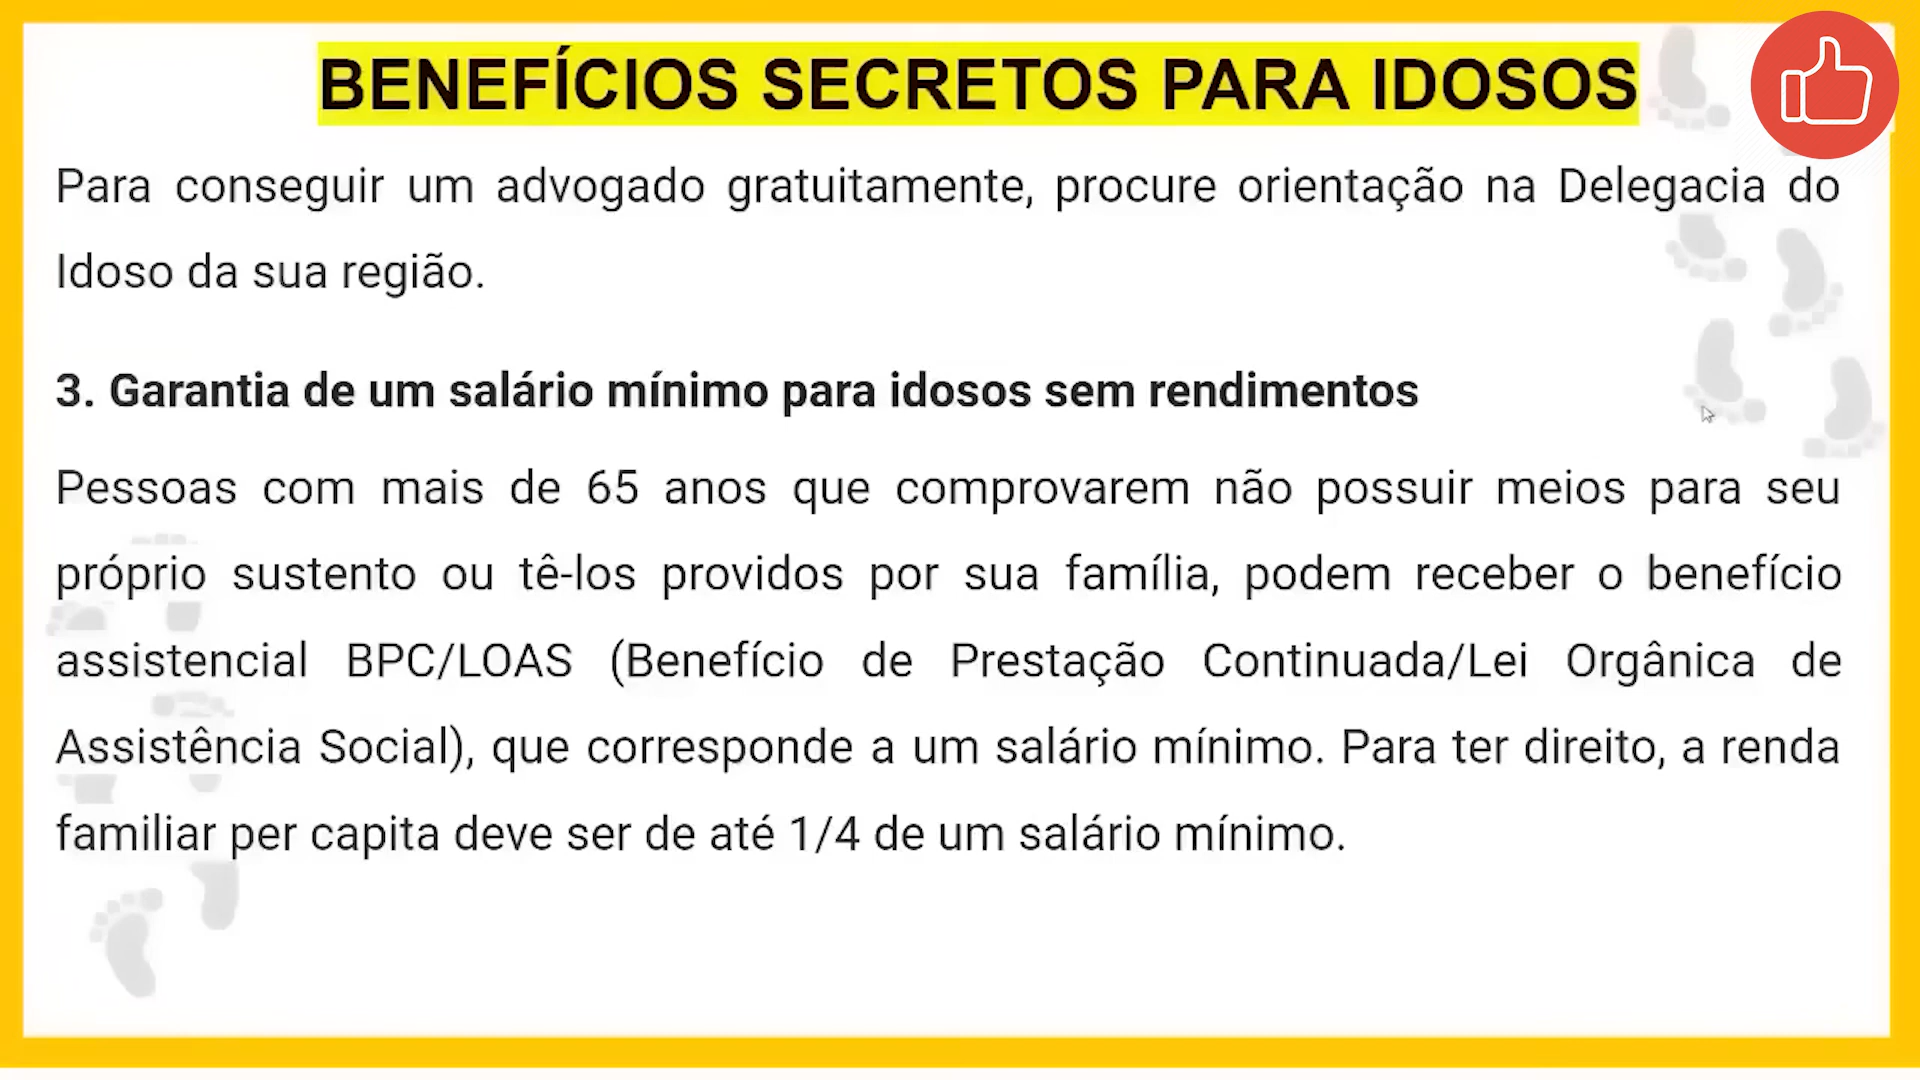 BENEFÍCIOS SECRETOS PARA IDOSOS
Para conseguir um advogado gratuitamente, procure orientação na Delegacia do
Idoso da sua região.
3. Garantia de um salário mínimo para idosos sem rendimentos
Pessoas com mais de 65 anos que comprovarem não possuir meios para seu
próprio sustento ou tê-los providos por sua família, podem receber o benefício
assistencial BPC/LOAS (Benefício de Prestação Continuada/Lei Orgânica de
Assistência Social), que corresponde a um salário mínimo. Para ter direito, a renda
familiar per capita deve ser de até 1/4 de um salário mínimo.